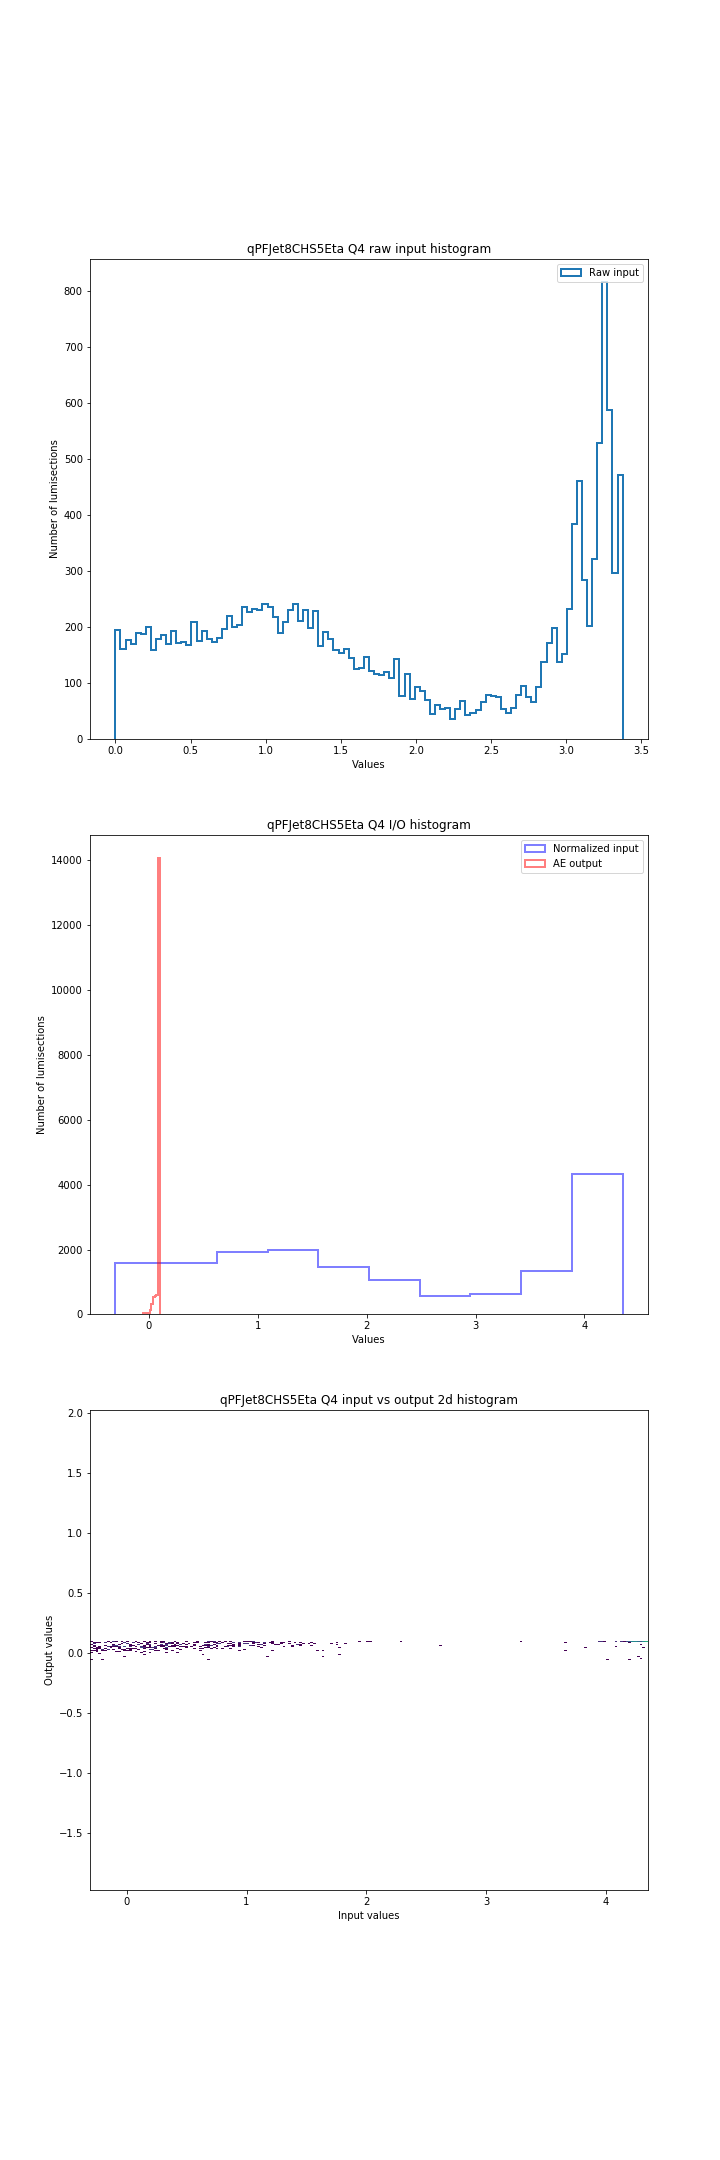 qPFJet8CHS5Eta Q4 raw input histogram
Raw input
800
700
600
500
400
300
200
100
0
Number of lumisections
0.0 0.5 1.0 1.5 2.0 2.5 3.0 3.5
Values
qPFJet8CHS5Eta Q4 I/O histogram
Normalized input
AE output
14000
12000
10000
8000
6000
4000
2000
0
Number of lumisections
0 1 2 3 4
Values
qPFJet8CHS5Eta Q4 input vs output 2d histogram
2.0
1.5
1.0
0.5
0.0
−0.5
−1.0
−1.5
Output values
0 1 2 3 4
Input values